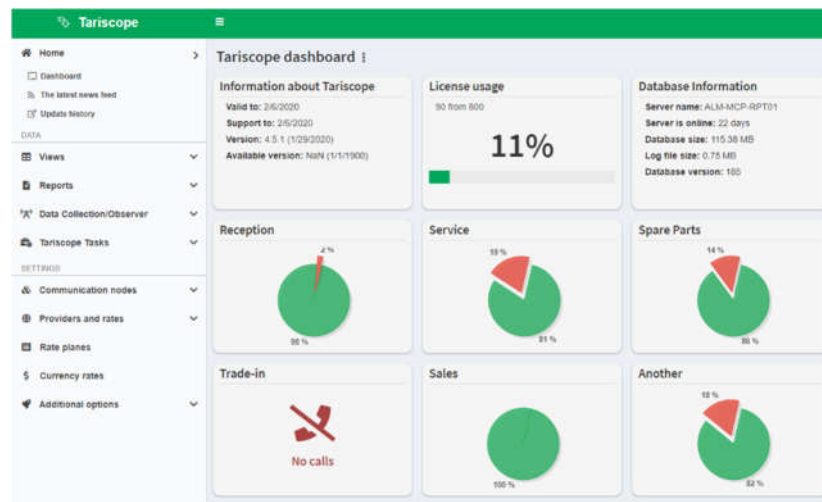 Tariscope
Home
Dashboard
The latest news feed
Update history
DATA
Views
Reports
Data Collection/Observer
Tariscope Tasks
SETTINGS
Communication nodes
Providers and rates
Rate planes
Currency rates
Additional options
Tariscope dashboard
Information about Tariscope
Valid to: 2/6/2020
Support to: 2/6/2020
Version: 4.5.1 (1/29/2020)
Available version: NaN (1/1/1900)
License usage
90 from 800
11%
Database Information
Server name: ALM-MCP-RPT01
Server is online: 22 days
Database size: 115.38 MB
Log file size: 0.75 MB
Database version: 185
Reception
2 %
98 %
Service
19 %
81 %
Spare Parts
14 %
86 %
Trade-in
No calls
Sales
100 %
Another
18 %
82 %